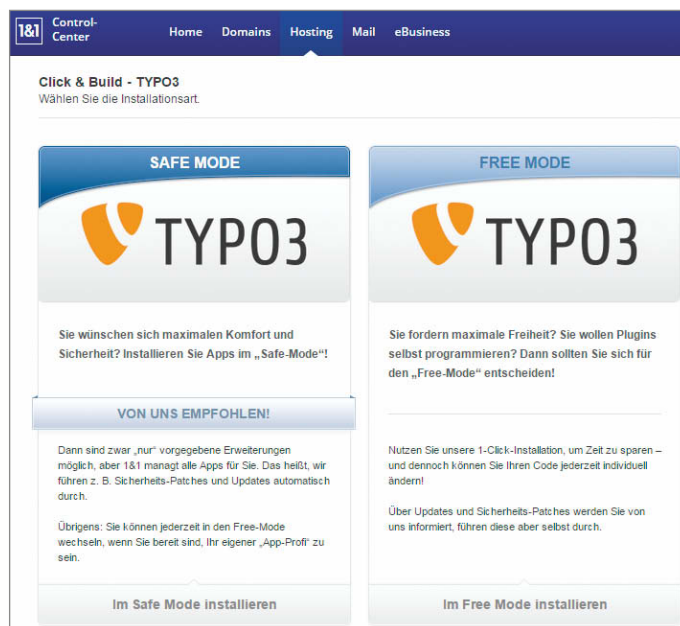 1&1 Control-Center
Home Domains Hosting Mail eBusiness
Click & Build - TYPO3
Wählen Sie die Installationsart.
SAFE MODE
TYPO3
Sie wünschen sich maximalen Komfort und
Sicherheit? Installieren Sie Apps im „Safe-Mode“!
VON UNS EMPFOHLEN!
Dann sind zwar „nur“ vorgegebene Erweiterungen
möglich, aber 1&1 managt alle Apps für Sie. Das heißt, wir
führen z. B. Sicherheits-Patches und Updates automatisch
durch.
Übrigens: Sie können jederzeit in den Free-Mode
wechseln, wenn Sie bereit sind, Ihr eigener „App-Profi“ zu
sein.
Im Safe Mode installieren
FREE MODE
TYPO3
Sie fordern maximale Freiheit? Sie wollen Plugins
selbst programmieren? Dann sollten Sie sich für
den „Free-Mode“ entscheiden!
Nutzen Sie unsere 1-Click-Installation, um Zeit zu sparen –
und dennoch können Sie Ihren Code jederzeit individuell
ändern!
Über Updates und Sicherheits-Patches werden Sie von
uns informiert, führen diese aber selbst durch.
Im Free Mode installieren